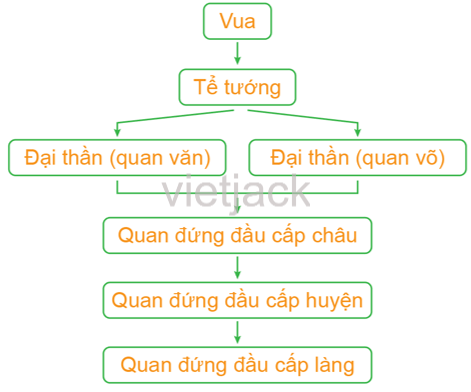 Vua
Tể tướng
Đại thần (quan văn)
Đại thần (quan võ)
vietjack
Quan đứng đầu cấp châu
Quan đứng đầu cấp huyện
Quan đứng đầu cấp làng